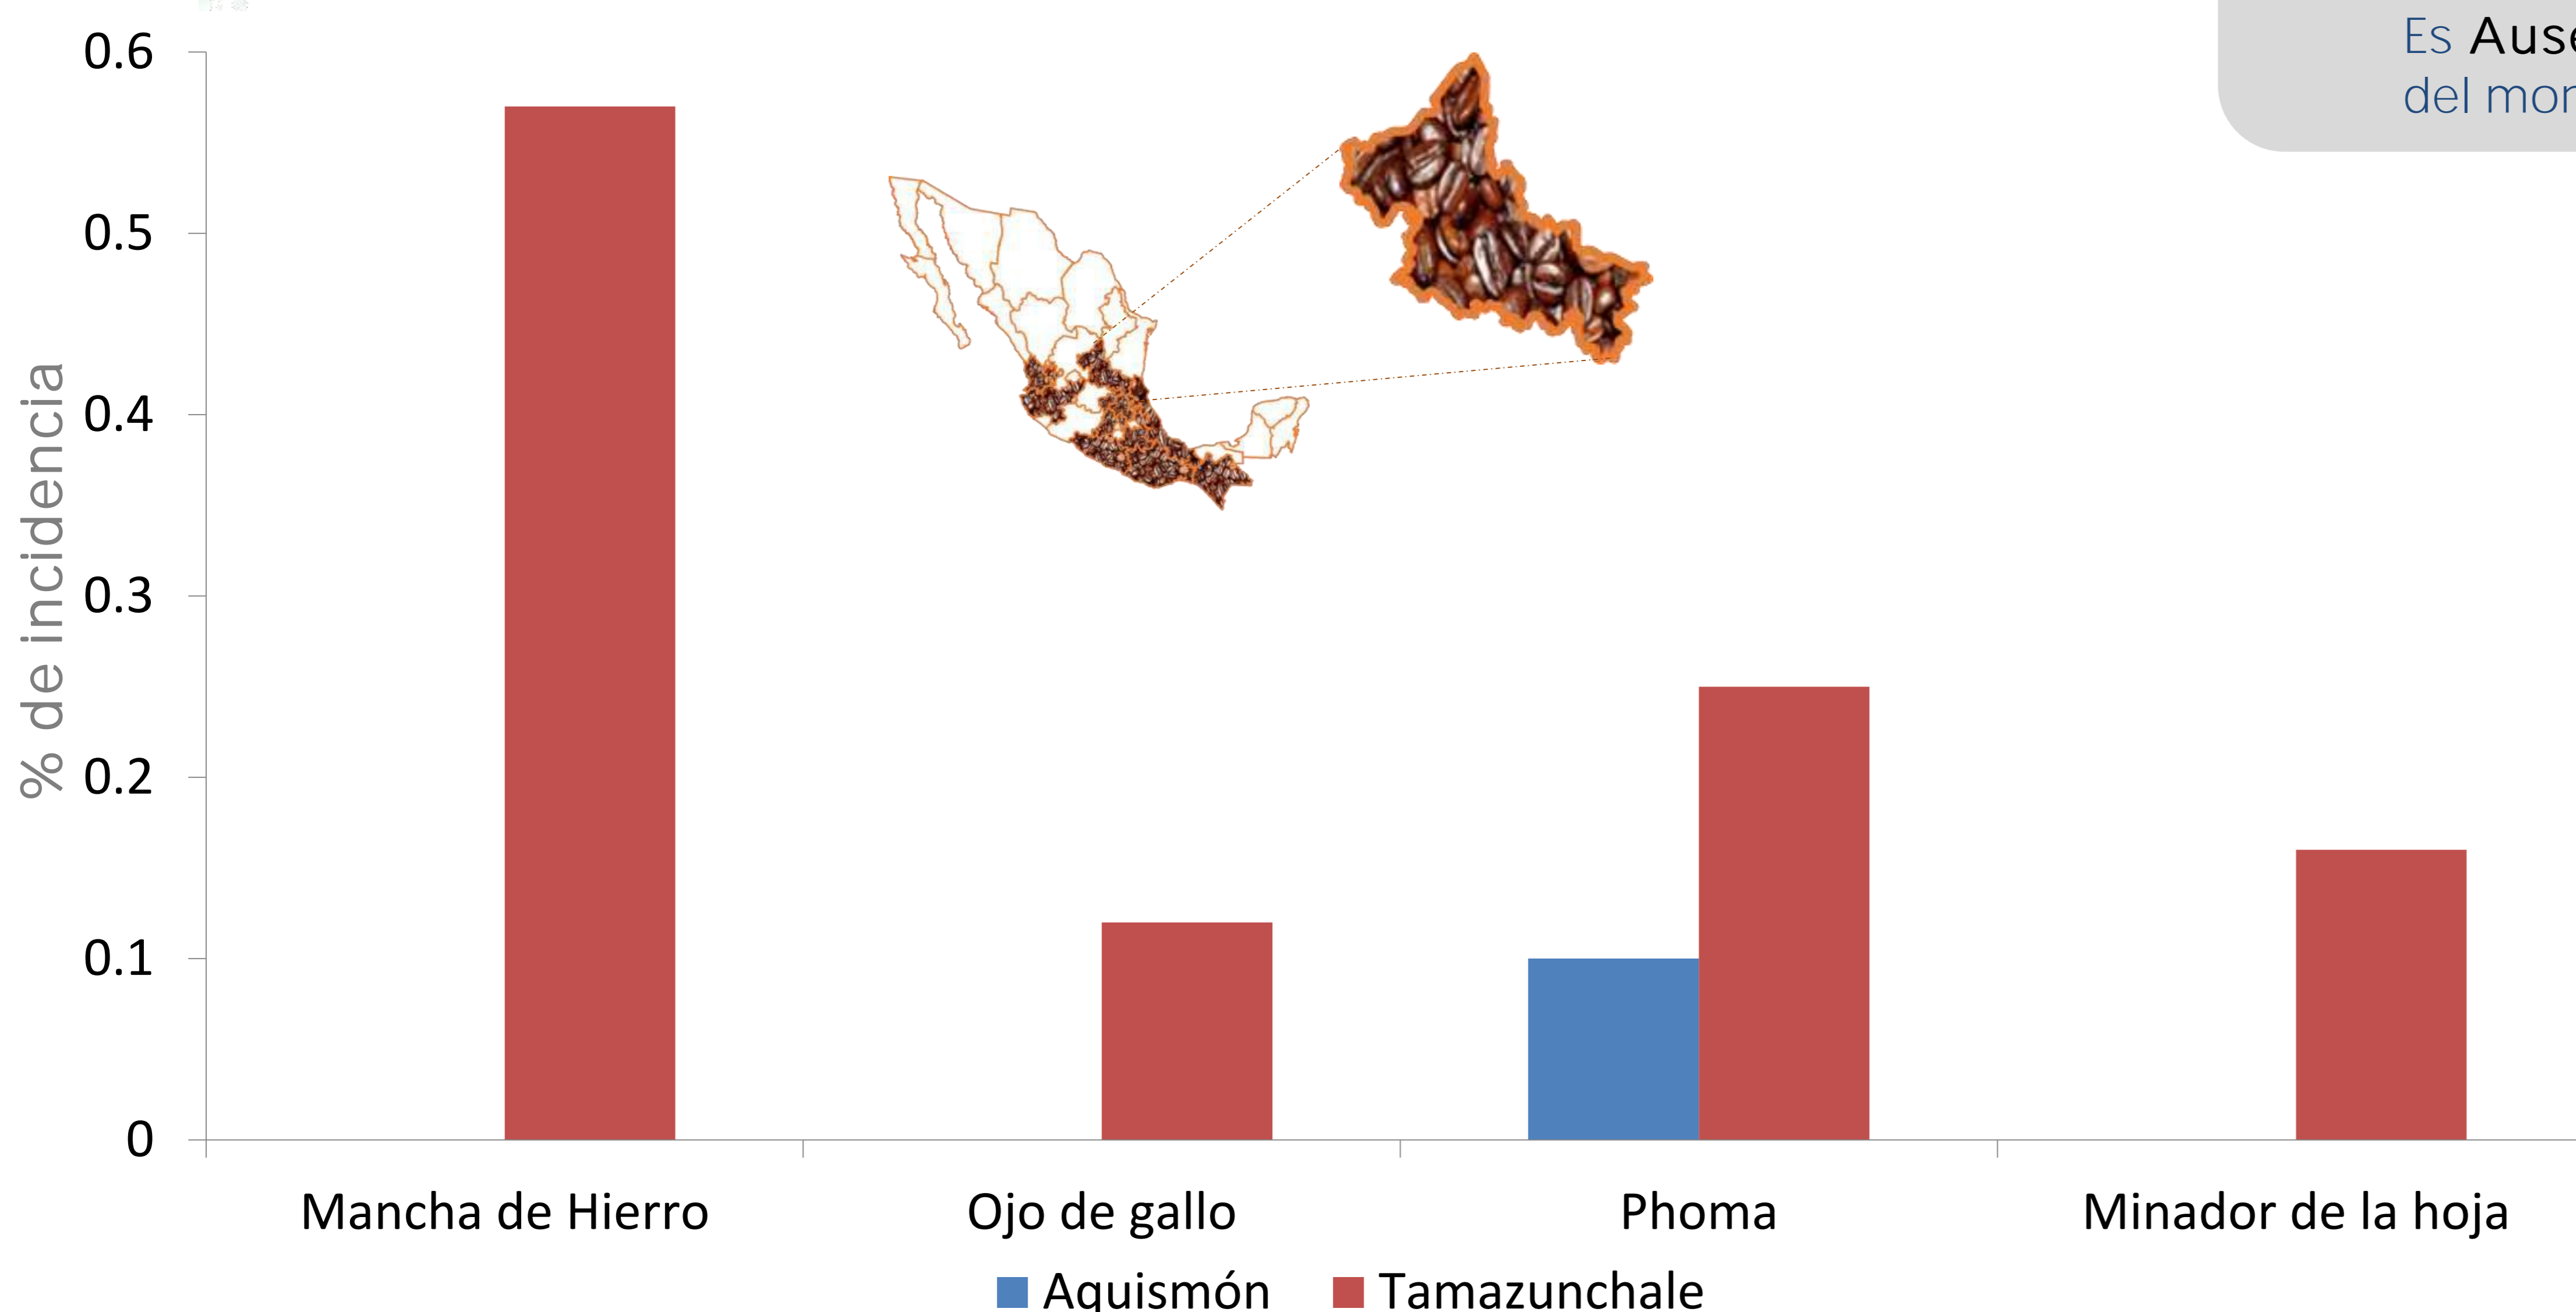 Es
del
0.6
0.5
0.4
0.3
0.2
0.1
0
% de incidencia
Mancha de Hierro
Ojo de gallo
Phoma
Minador de la hoja
Aquismón
Tamazunchale